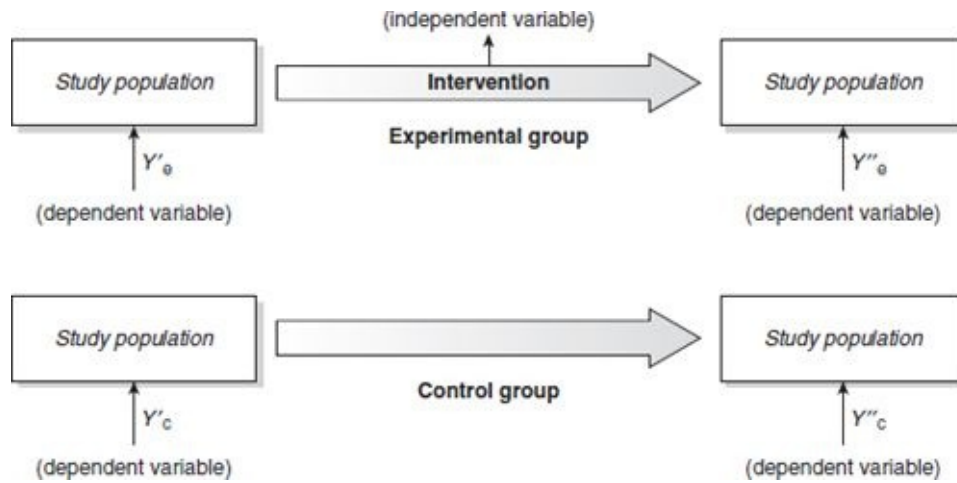 (independent variable)
Study population
Intervention
Study population
Experimental group
Y′e
Y″e
(dependent variable)
(dependent variable)
Study population
Study population
Control group
Y′c
Y″c
(dependent variable)
(dependent variable)